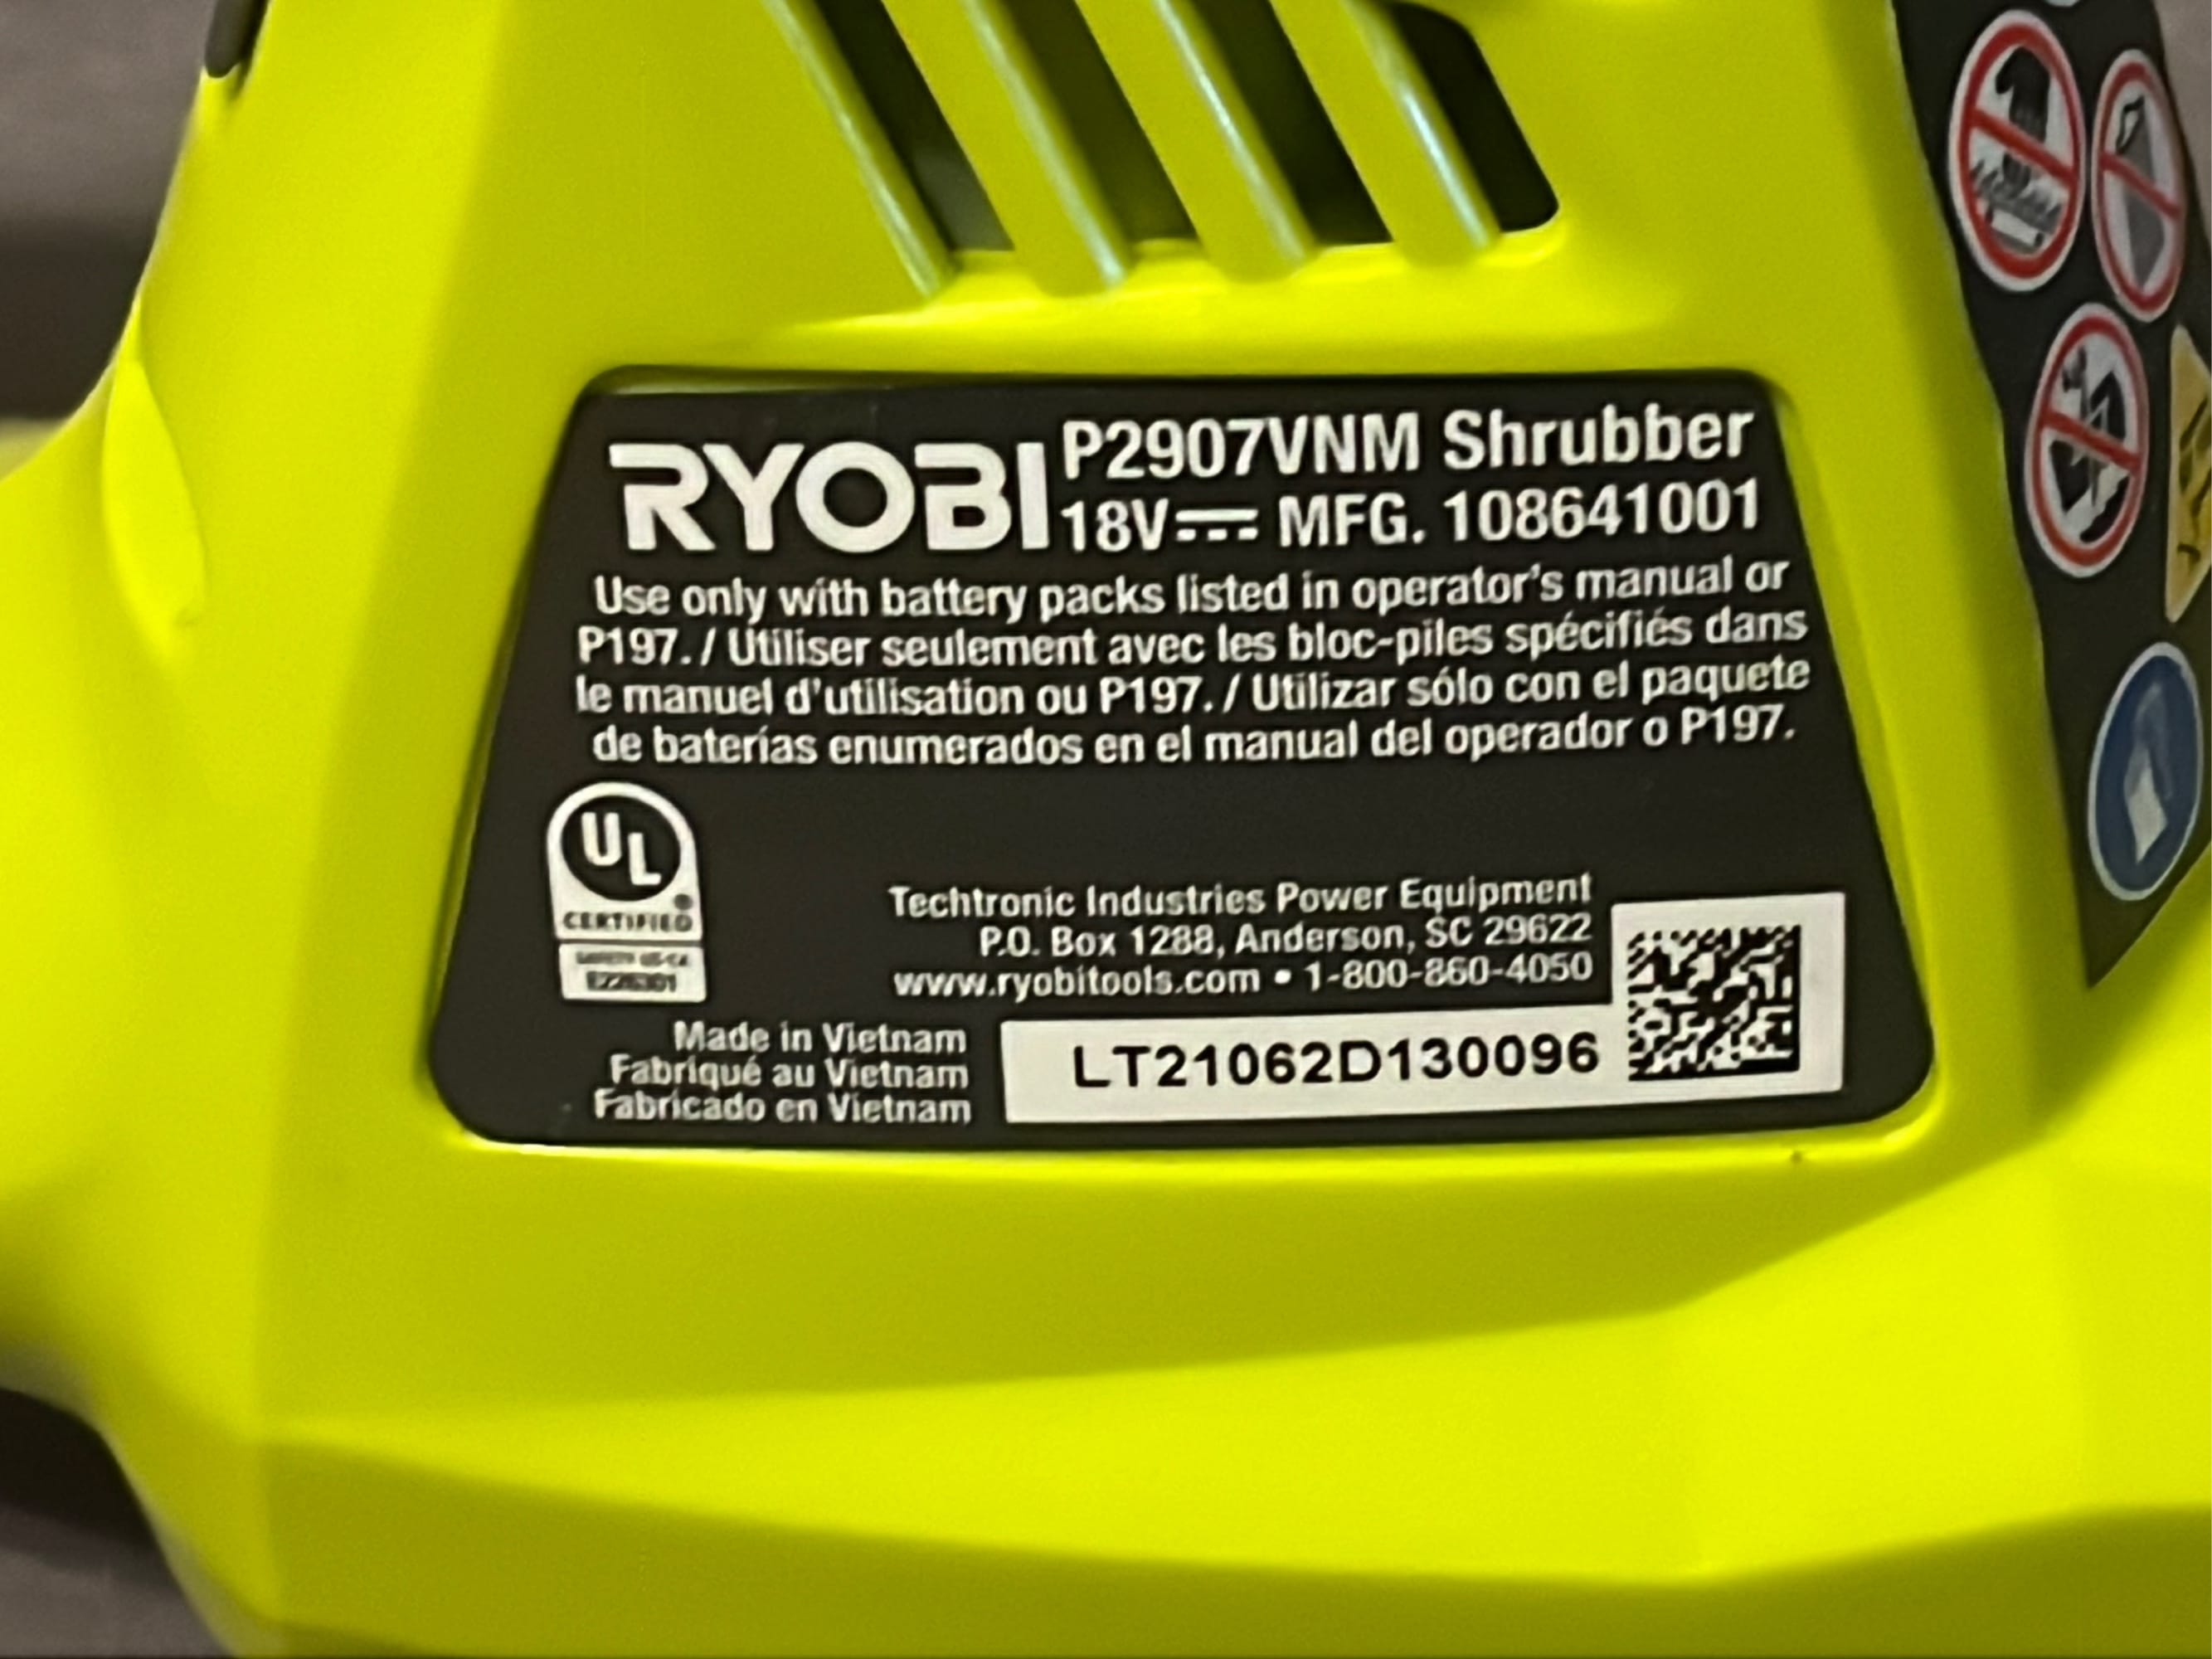 RYOBI P2907VNM Shrubber
18V⎓ MFG. 108641001
Use only with battery packs listed in operator's manual or
P197. / Utiliser seulement avec les bloc-piles spécifiés dans
le manuel d'utilisation ou P197. / Utilizar sólo con el paquete
de baterías enumerados en el manual del operador o P197.
UL
®
CERTIFIED
SAFETY US-CA
Techtronic Industries Power Equipment
P.O. Box 1288, Anderson, SC 29622
www.ryobitools.com • 1-800-860-4050
Made in Vietnam
Fabriqué au Vietnam
Fabricado en Vietnam
LT21062D130096